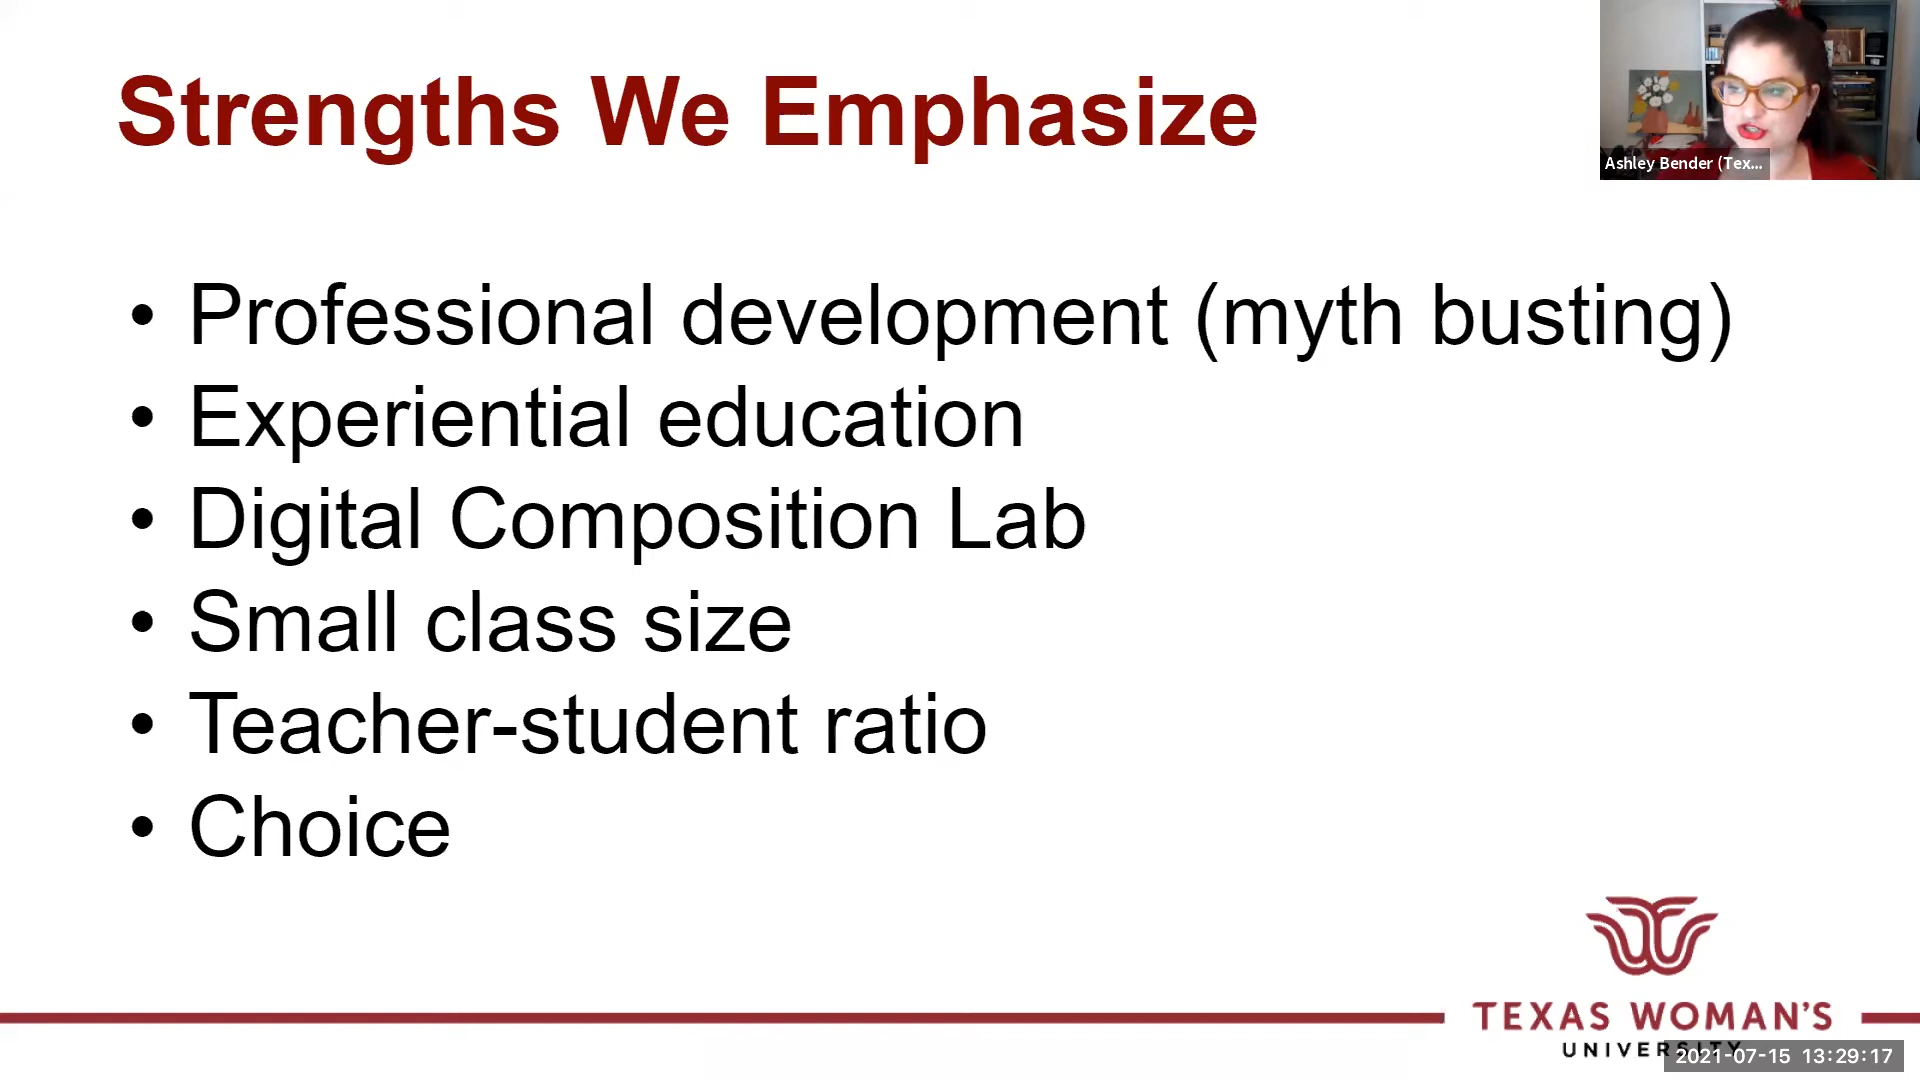 Strengths We Emphasize
Ashley Bender (Tex...
• Professional development (myth busting)
• Experiential education
• Digital Composition Lab
• Small class size
• Teacher-student ratio
• Choice
TEXAS WOMAN'S
UNIVERSITY
2021-07-15 13:29:17